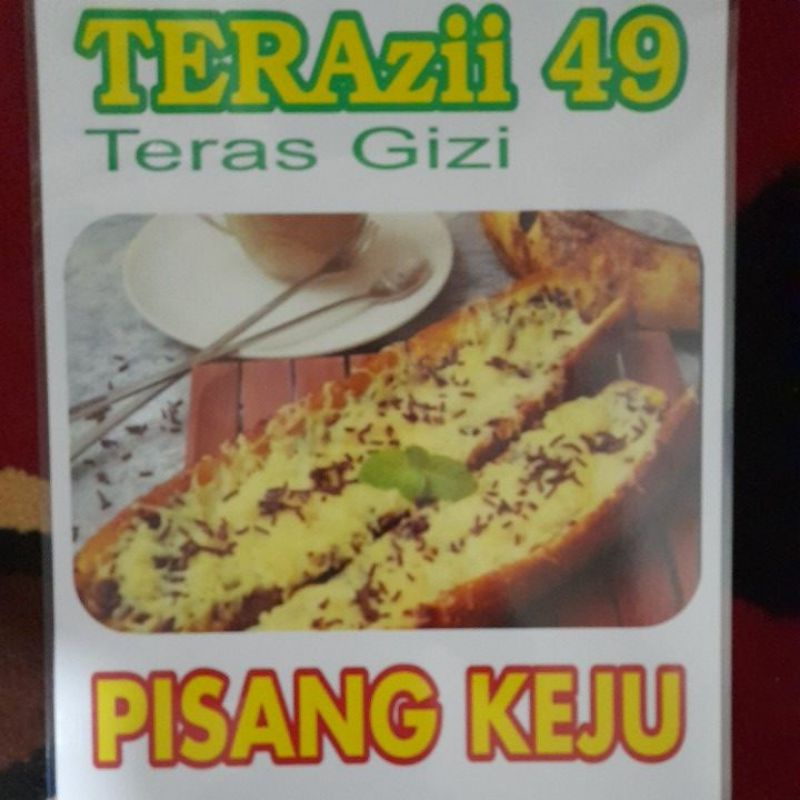 TERAzii 49
Teras Gizi
PISANG KEJU